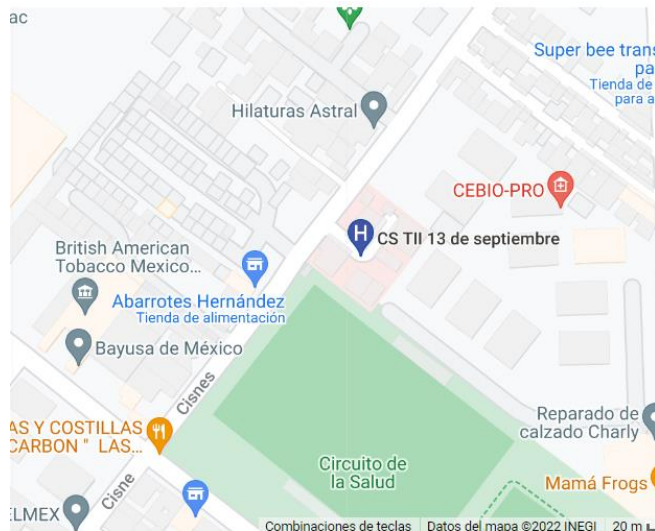 ac
Super bee trans
pa
Tienda de
para a
Hilaturas Astral
CEBIO-PRO
H
CS TII 13 de septiembre
British American
Tobacco Mexico...
Abarrotes Hernández
Tienda de alimentación
Bayusa de México
Cisnes
AS Y COSTILLAS
CARBON " LAS...
Reparado de
calzado Charly
Circuito de
la Salud
Cisne
Mamá Frogs
ELMEX
Combinaciones de teclas Datos del mapa ©2022 INEGI 20 m